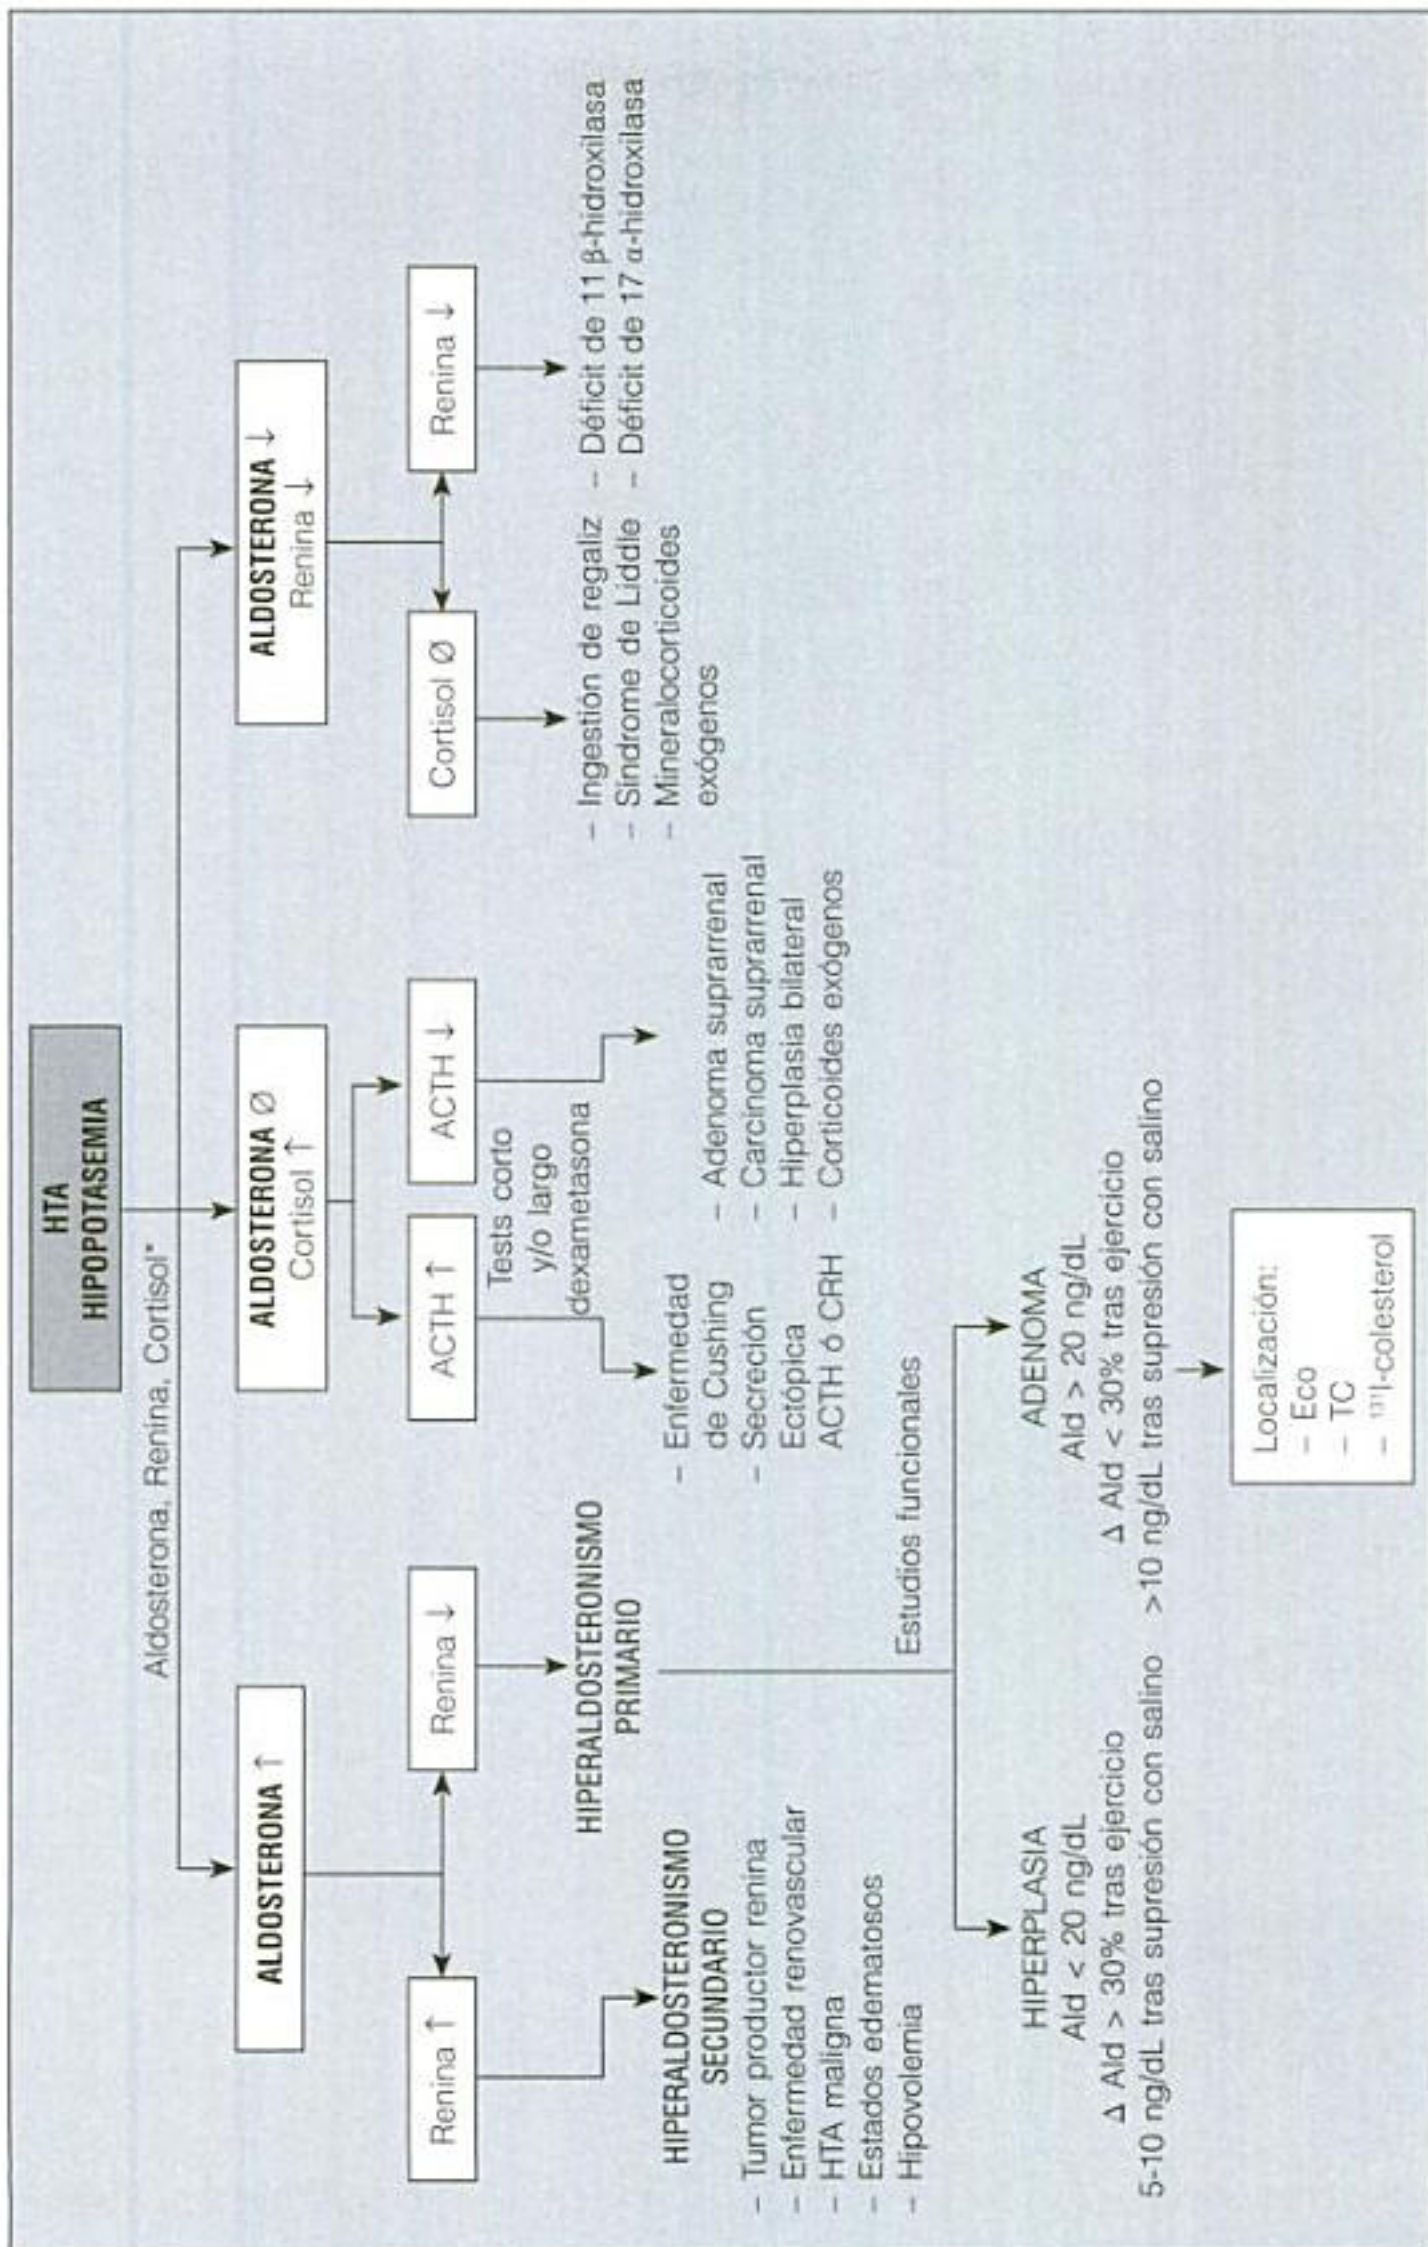 HTA
HIPOPOTASEMIA
Aldosterona, Renina, Cortisol*
ALDOSTERONA ↑
ALDOSTERONA Ø
Cortisol ↑
ALDOSTERONA ↓
Renina ↓
Renina ↑
Renina ↓
ACTH ↑
ACTH ↓
Cortisol Ø
Renina ↓
HIPERALDOSTERONISMO
SECUNDARIO
– Tumor productor renina
– Enfermedad renovascular
– HTA maligna
– Estados edematosos
– Hipovolemia
HIPERALDOSTERONISMO
PRIMARIO
Tests corto
y/o largo
dexametasona
– Enfermedad
de Cushing
– Secreción
Ectópica
ACTH ó CRH
– Adenoma suprarrenal
– Carcinoma suprarrenal
– Hiperplasia bilateral
– Corticoides exógenos
– Ingestión de regaliz
– Síndrome de Liddle
– Mineralocorticoides
exógenos
– Déficit de 11 β-hidroxilasa
– Déficit de 17 α-hidroxilasa
Estudios funcionales
HIPERPLASIA
Ald < 20 ng/dL
Δ Ald > 30% tras ejercicio
5-10 ng/dL tras supresión con salino
ADENOMA
Ald > 20 ng/dL
Δ Ald < 30% tras ejercicio
>10 ng/dL tras supresión con salino
Localización:
– Eco
– TC
– ¹³¹I-colesterol